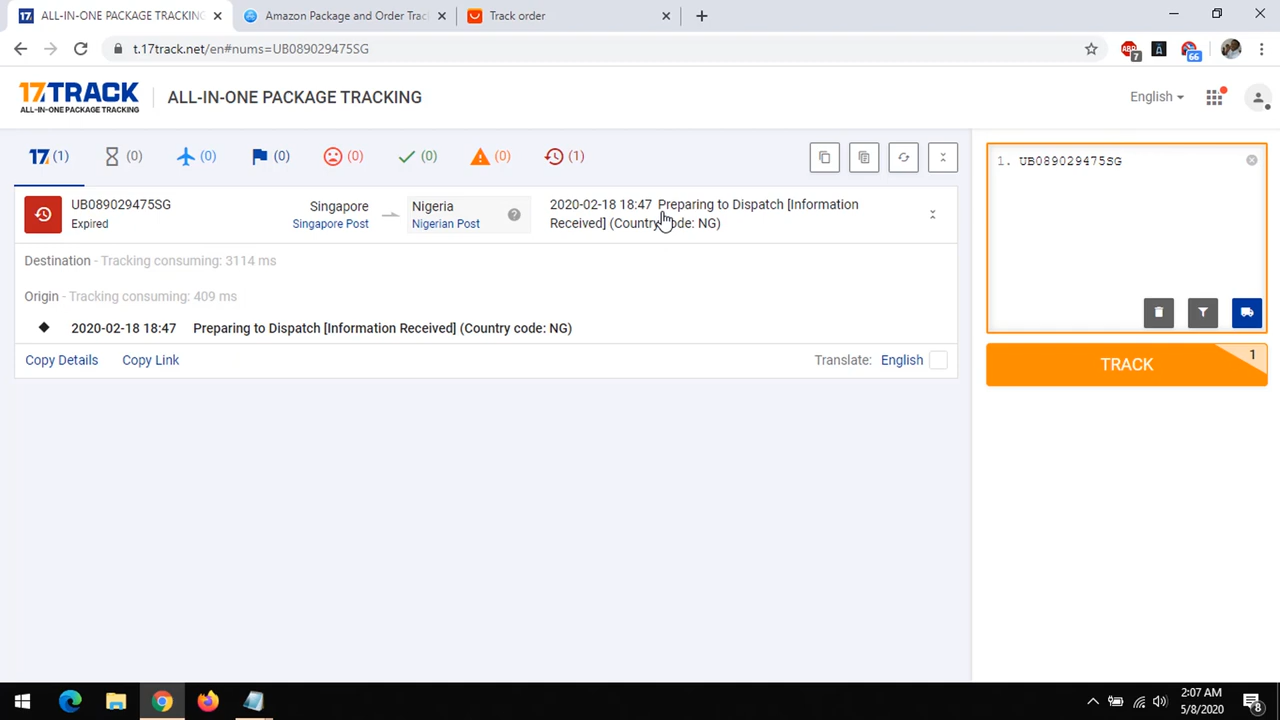 ALL-IN-ONE PACKAGE TRACKING
Amazon Package and Order Trac
Track order
t.17track.net/en#nums=UB089029475SG
7
66
17TRACK
ALL-IN-ONE PACKAGE TRACKING
ALL-IN-ONE PACKAGE TRACKING
English
17 (1)
(0)
(0)
(0)
(0)
(0)
(0)
(1)
UB089029475SG
Expired
Singapore
Singapore Post
Nigeria
Nigerian Post
2020-02-18 18:47 Preparing to Dispatch [Information
Received] (Country code: NG)
Destination - Tracking consuming: 3114 ms
Origin - Tracking consuming: 409 ms
2020-02-18 18:47 Preparing to Dispatch [Information Received] (Country code: NG)
Copy Details
Copy Link
Translate: English
1. UB089029475SG
TRACK
1
2:07 AM
5/8/2020
8